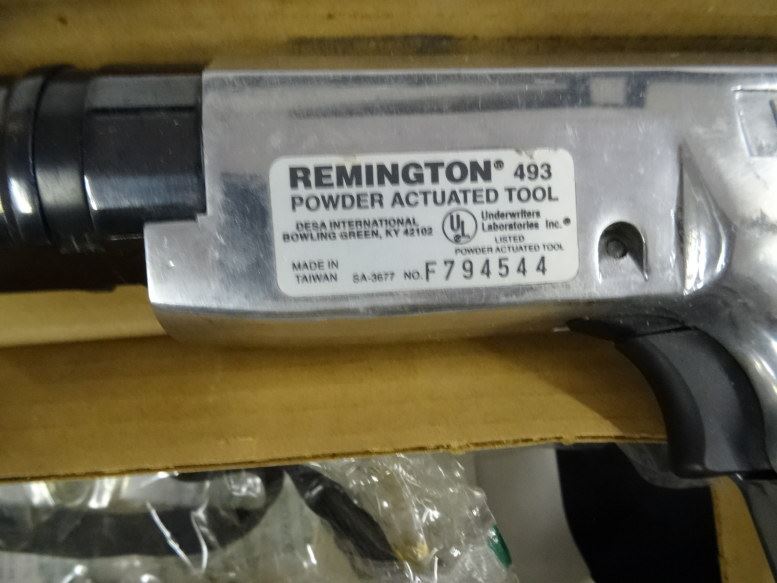 REMINGTON® 493
POWDER ACTUATED TOOL
DESA INTERNATIONAL
BOWLING GREEN, KY 42102
UL
Underwriters
Laboratories Inc.®
LISTED
POWDER ACTUATED TOOL
MADE IN
TAIWAN SA-3677 NO. F794544